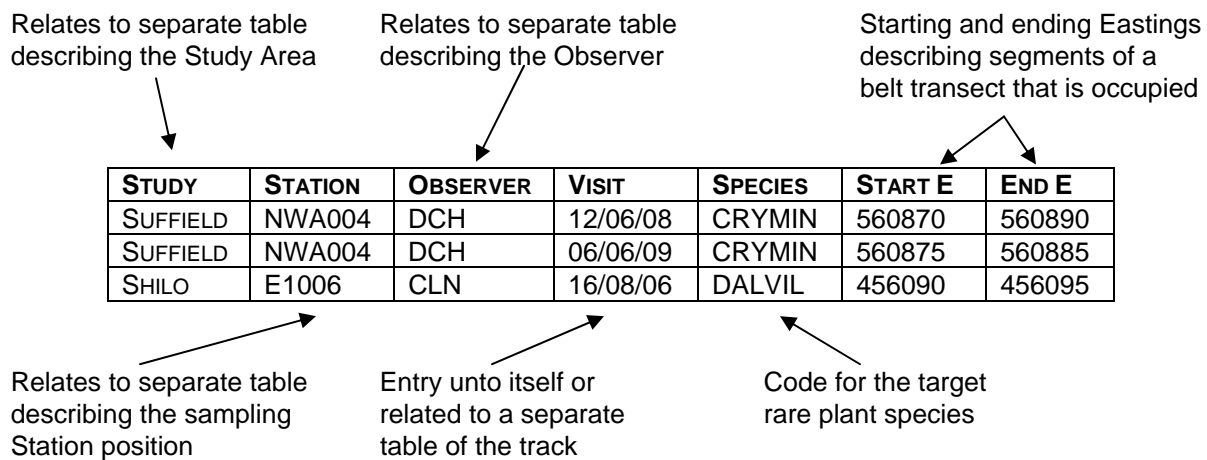 Relates to separate table
describing the Study Area
Relates to separate table
describing the Observer
Starting and ending Eastings
describing segments of a
belt transect that is occupied
STUDY STATION OBSERVER VISIT SPECIES START E END E
SUFFIELD NWA004 DCH 12/06/08 CRYMIN 560870 560890
SUFFIELD NWA004 DCH 06/06/09 CRYMIN 560875 560885
SHILO E1006 CLN 16/08/06 DALVIL 456090 456095
Relates to separate table
describing the sampling
Station position
Entry unto itself or
related to a separate
table of the track
Code for the target
rare plant species